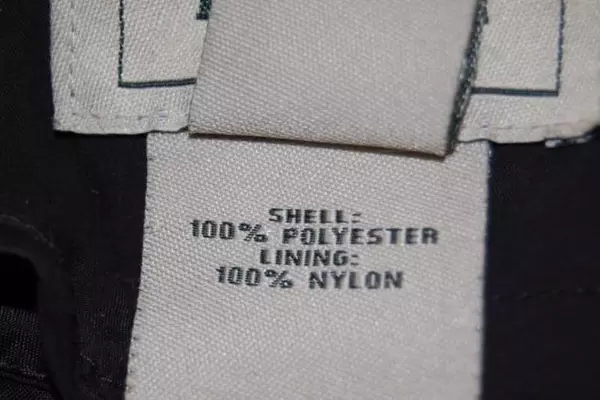 SHELL:
100% POLYESTER
LINING:
100% NYLON